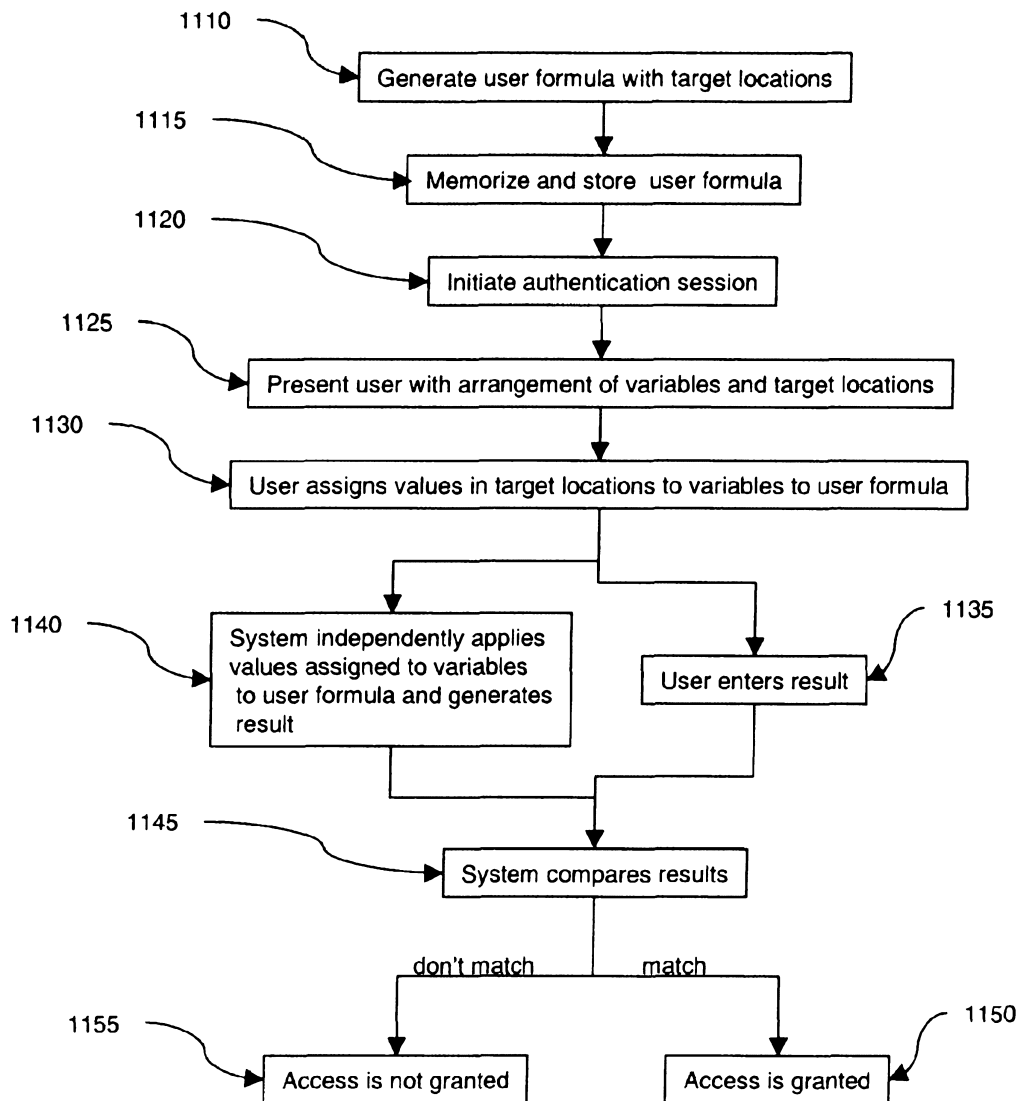 1110
Generate user formula with target locations
1115
Memorize and store user formula
1120
Initiate authentication session
1125
Present user with arrangement of variables and target locations
1130
User assigns values in target locations to variables to user formula
1140
System independently applies
values assigned to variables
to user formula and generates
result
1135
User enters result
1145
System compares results
don't match
match
1155
Access is not granted
1150
Access is granted